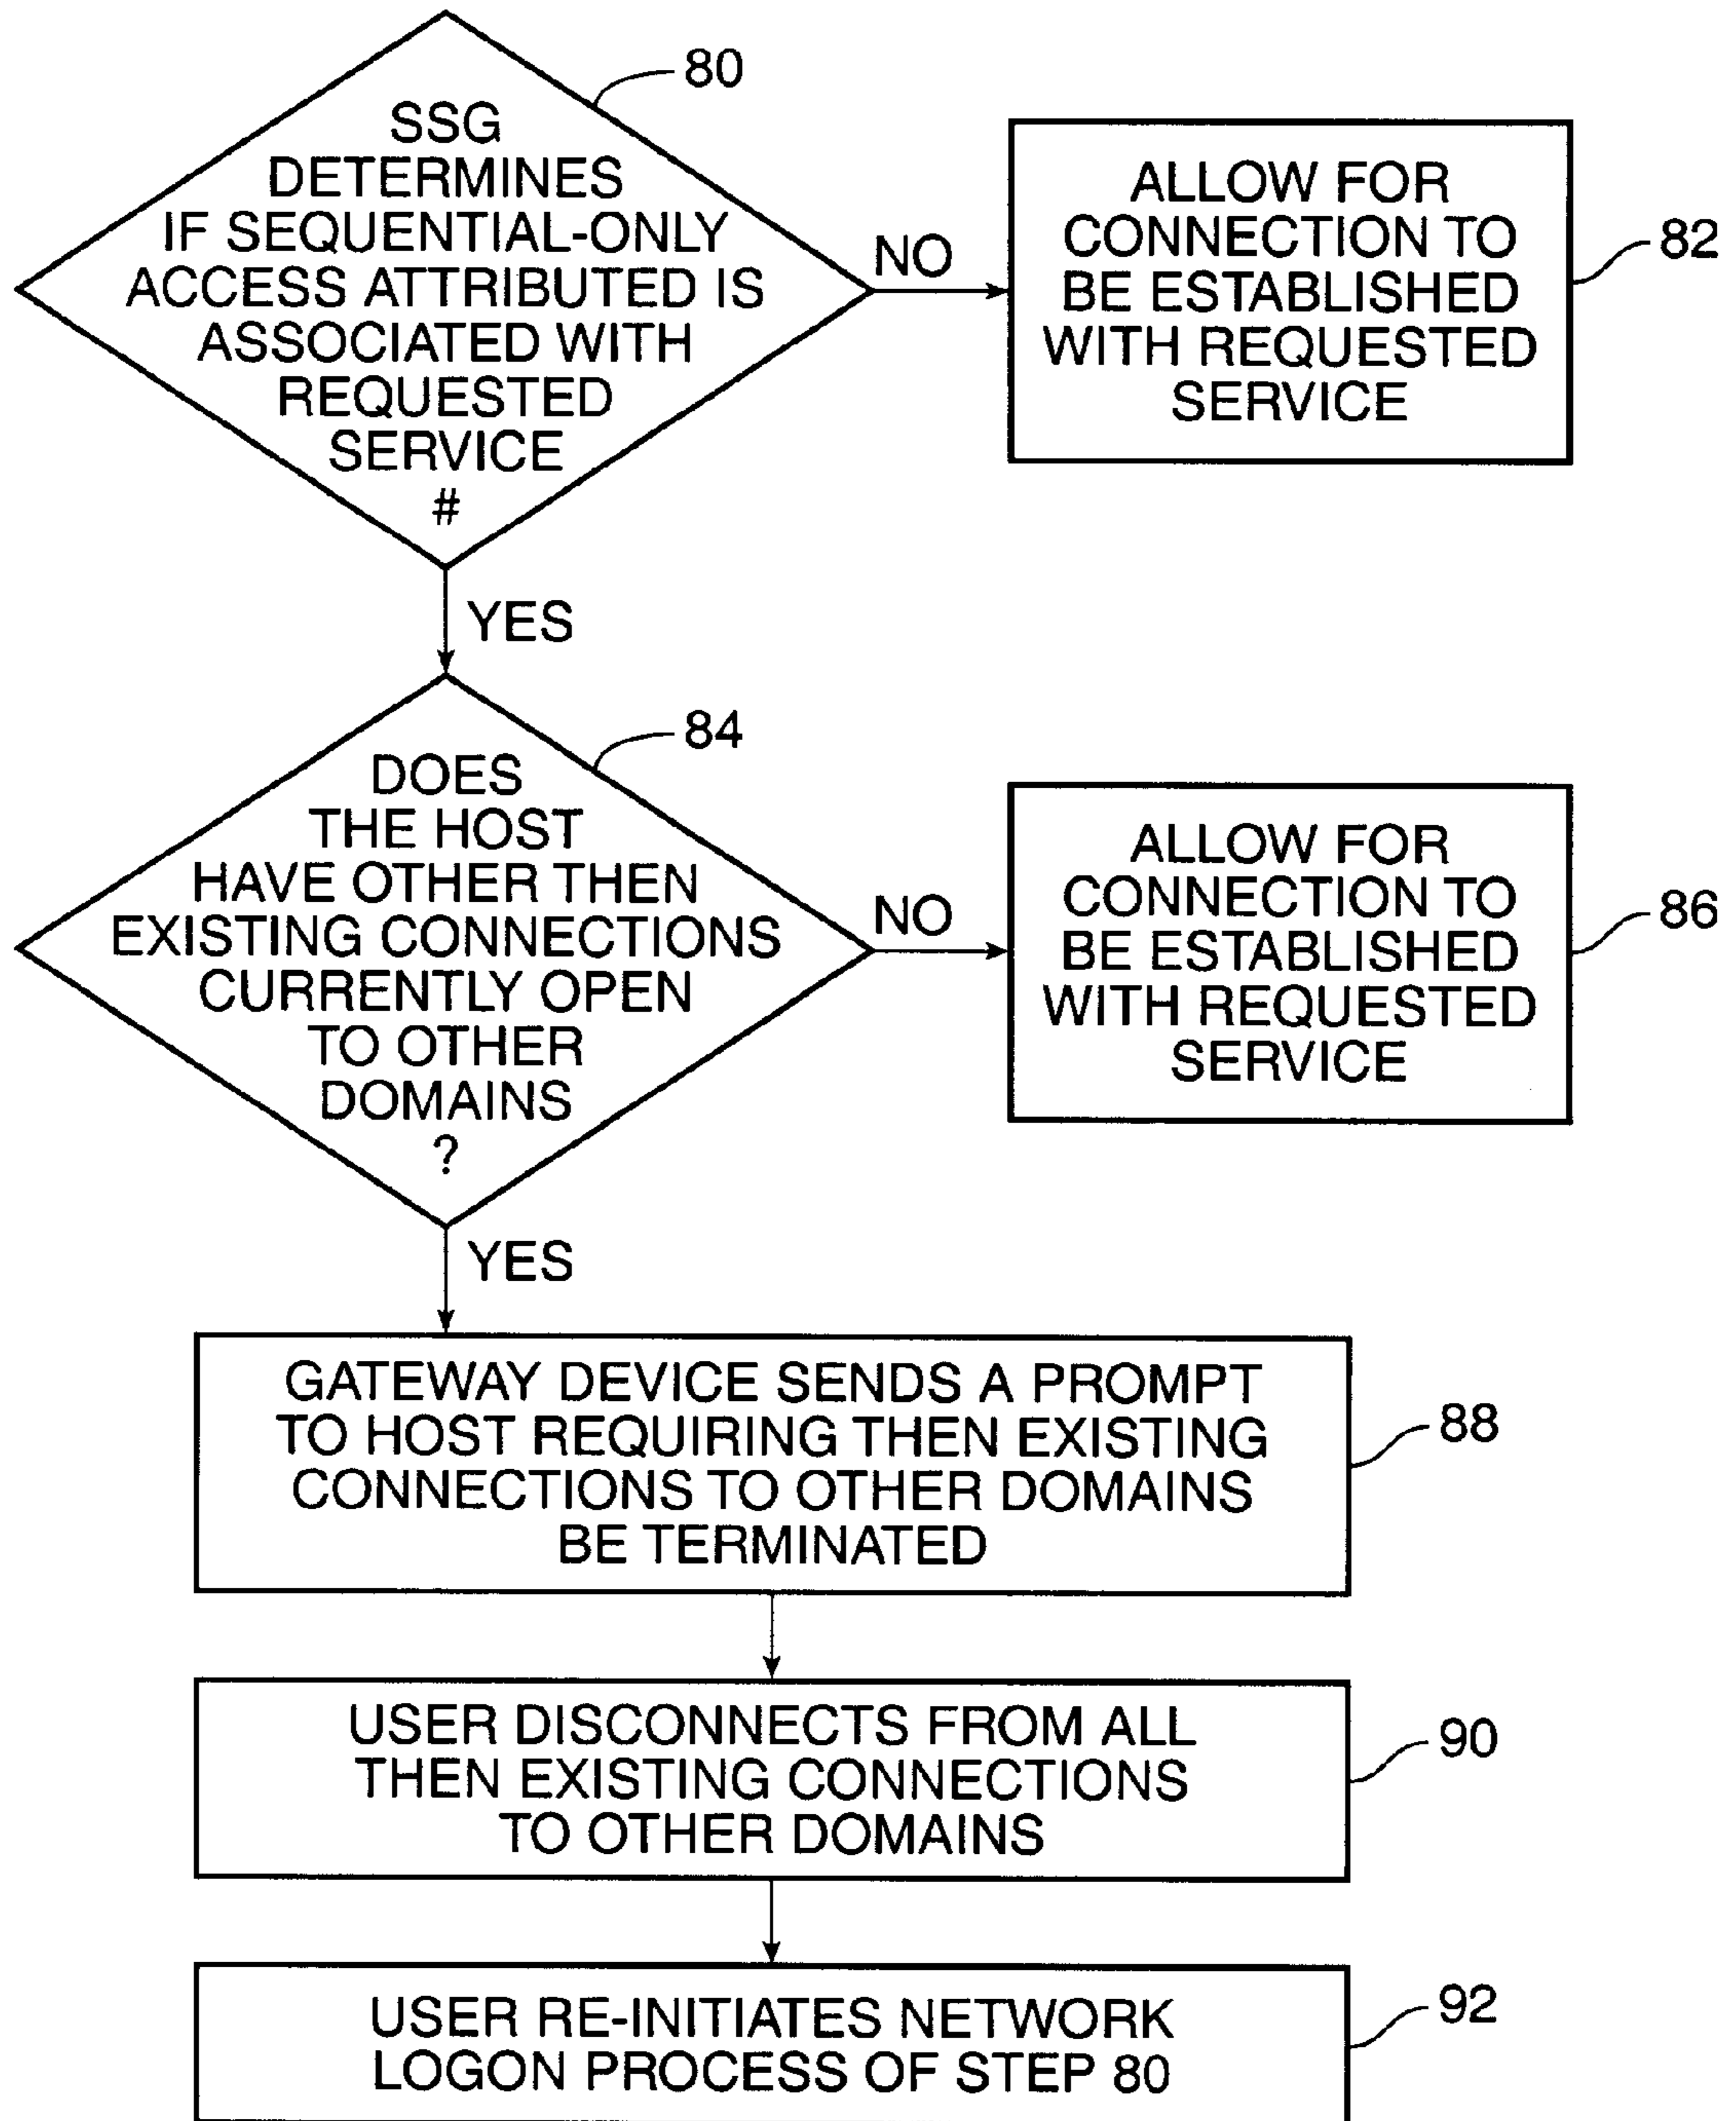 80
SSG
DETERMINES
IF SEQUENTIAL-ONLY
ACCESS ATTRIBUTED IS
ASSOCIATED WITH
REQUESTED
SERVICE
#
NO
ALLOW FOR
CONNECTION TO
BE ESTABLISHED
WITH REQUESTED
SERVICE
82
YES
84
DOES
THE HOST
HAVE OTHER THEN
EXISTING CONNECTIONS
CURRENTLY OPEN
TO OTHER
DOMAINS
?
NO
ALLOW FOR
CONNECTION TO
BE ESTABLISHED
WITH REQUESTED
SERVICE
86
YES
GATEWAY DEVICE SENDS A PROMPT
TO HOST REQUIRING THEN EXISTING
CONNECTIONS TO OTHER DOMAINS
BE TERMINATED
88
USER DISCONNECTS FROM ALL
THEN EXISTING CONNECTIONS
TO OTHER DOMAINS
90
USER RE-INITIATES NETWORK
LOGON PROCESS OF STEP 80
92